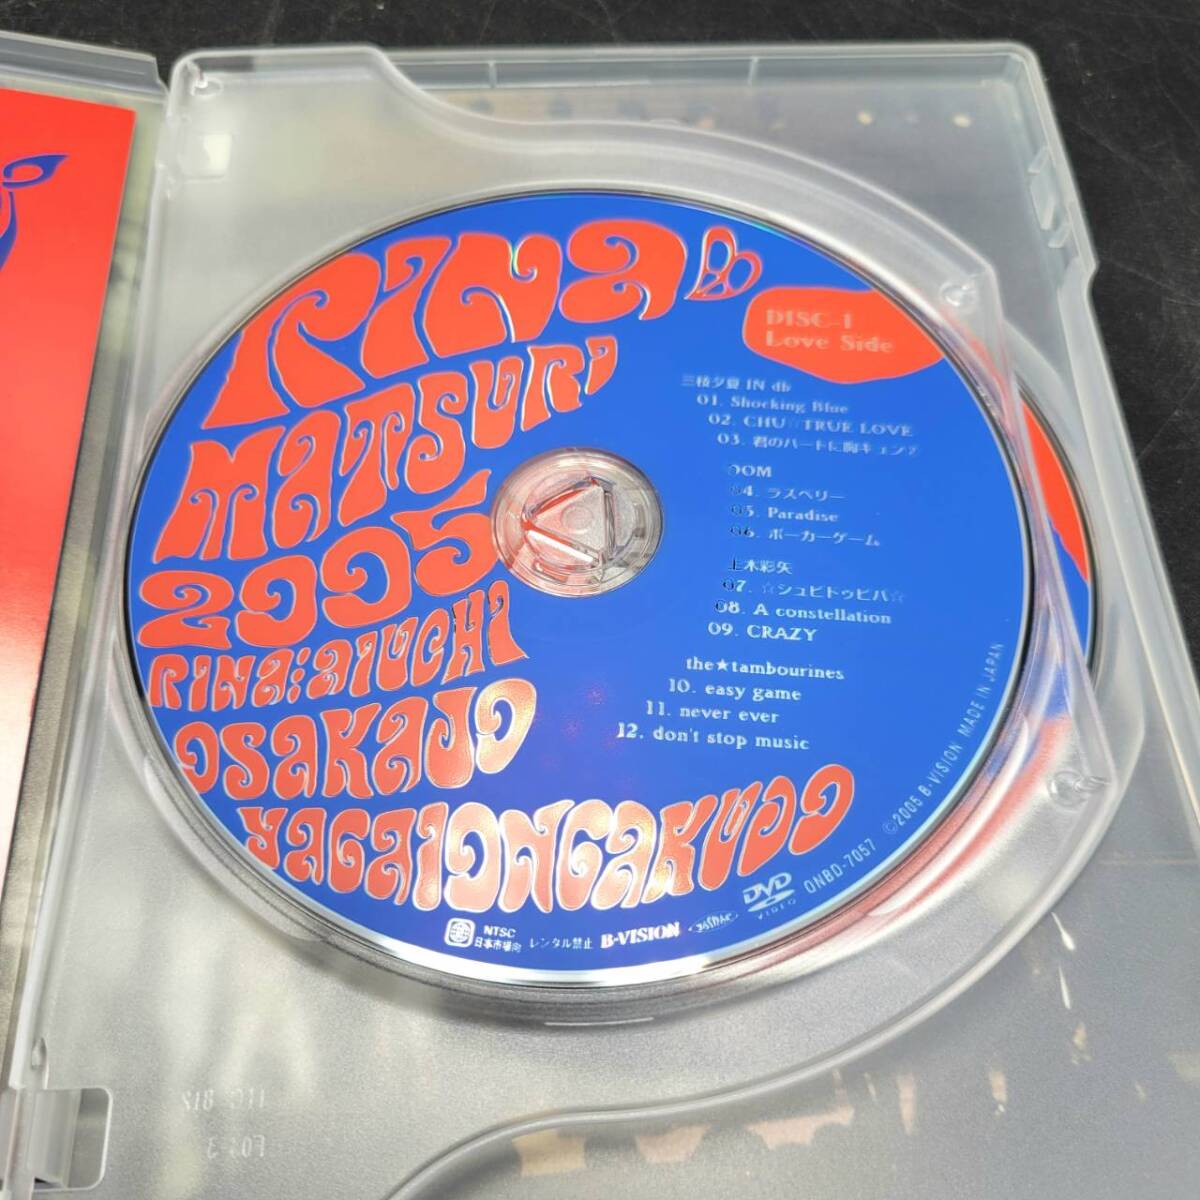 RINA
MATSURI
2005
RINA:AIUCHI
OSAKAJO
YAGAIONGAKUDO
DISC-1
Love Side
三枝夕夏 IN db
01. Shocking Blue
02. CHU☆TRUE LOVE
03. 君のハートに胸キュン♡
OOM
04. ラズベリー
05. Paradise
06. ポーカーゲーム
上木彩矢
07. ☆シュビドゥビバ☆
08. A constellation
09. CRAZY
the★tambourines
10. easy game
11. never ever
12. don't stop music
NTSC
日本市場向
レンタル禁止
B-VISION
DVD
VIDEO
ONBD-7057
©2005 B-VISION MADE IN JAPAN